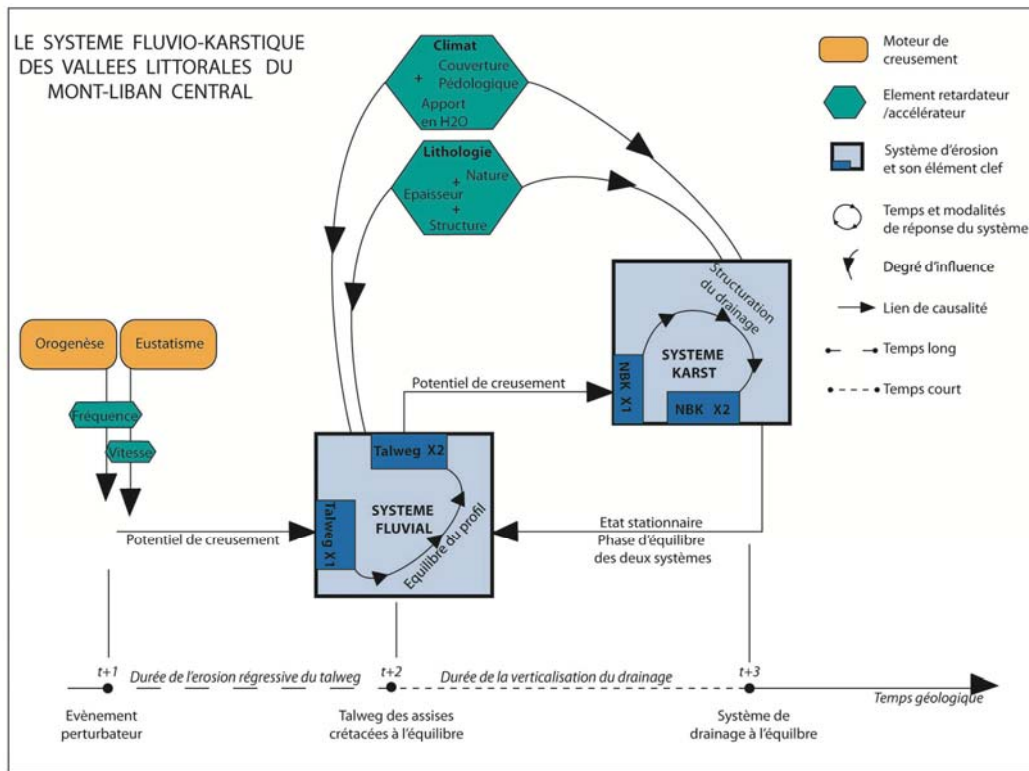 LE SYSTEME FLUVIO-KARSTIQUE
DES VALLEES LITTORALES DU
MONT-LIBAN CENTRAL
Climat
Couverture
+
Pédologique
Apport
en H2O
Lithologie
+
Nature
Epaisseur
+
Structure
Moteur de
creusement
Element retardateur
/accélérateur
Système d'érosion
et son élément clef
Temps et modalités
de réponse du système
Degré d'influence
Lien de causalité
Temps long
Temps court
Orogenèse
Eustatisme
Fréquence
Vitesse
Potentiel de creusement
Talweg X1
Talweg X2
SYSTEME
FLUVIAL
Equilibre du profil
Potentiel de creusement
NBK X1
NBK X2
SYSTEME
KARST
Structuration
du drainage
Etat stationnaire
Phase d'équilibre
des deux systèmes
t+1
Durée de l'erosion régressive du talweg
t+2
Durée de la verticalisation du drainage
t+3
Temps géologique
Evènement
perturbateur
Talweg des assises
crétacées à l'équilibre
Système de
drainage à l'équilbre